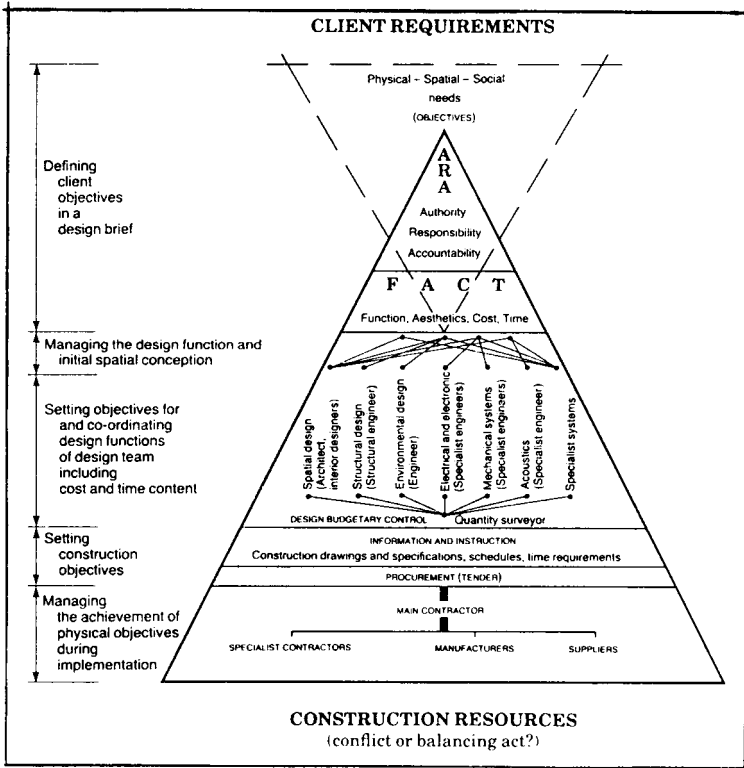 CLIENT REQUIREMENTS
Physical – Spatial – Social
needs
(OBJECTIVES)
A
R
A
Authority
Responsibility
Accountability
F A C T
Function, Aesthetics, Cost, Time
Defining
client
objectives
in a
design brief
Managing the design function and
initial spatial conception
Setting objectives for
and co-ordinating
design functions
of design team
including
cost and time content
Spatial design
(Architect,
interior designers)
Structural design
(Structural engineer)
Environmental design
(Engineer)
Electrical and electronic
(Specialist engineers)
Mechanical systems
(Specialist engineers)
Acoustics
(Specialist engineer)
Specialist systems
DESIGN BUDGETARY CONTROL Quantity surveyor
Setting
construction
objectives
INFORMATION AND INSTRUCTION
Construction drawings and specifications, schedules, time requirements
PROCUREMENT (TENDER)
Managing
the achievement of
physical objectives
during
implementation
MAIN CONTRACTOR
SPECIALIST CONTRACTORS MANUFACTURERS SUPPLIERS
CONSTRUCTION RESOURCES
(conflict or balancing act?)